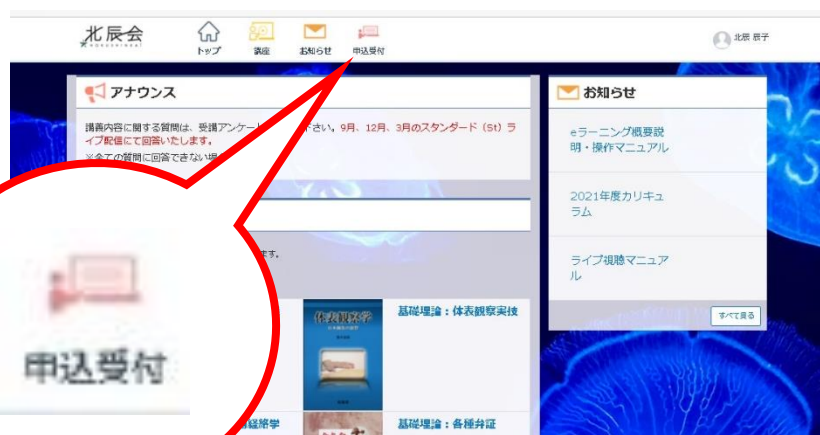 北辰会
トップ
講座
お知らせ
申込受付
北辰 辰子
アナウンス
講義内容に関する質問は、受講アンケート 下さい。9月、12月、3月のスタンダード（St）ラ
イブ配信にて回答いたします。
※全ての質問に回答できない場
ます。
体表観察学
基礎理論：体表観察実技
経絡学
基礎理論：各種弁証
お知らせ
eラーニング概要説
明・操作マニュアル
2021年度カリキュ
ラム
ライブ視聴マニュア
ル
すべて見る
申込受付